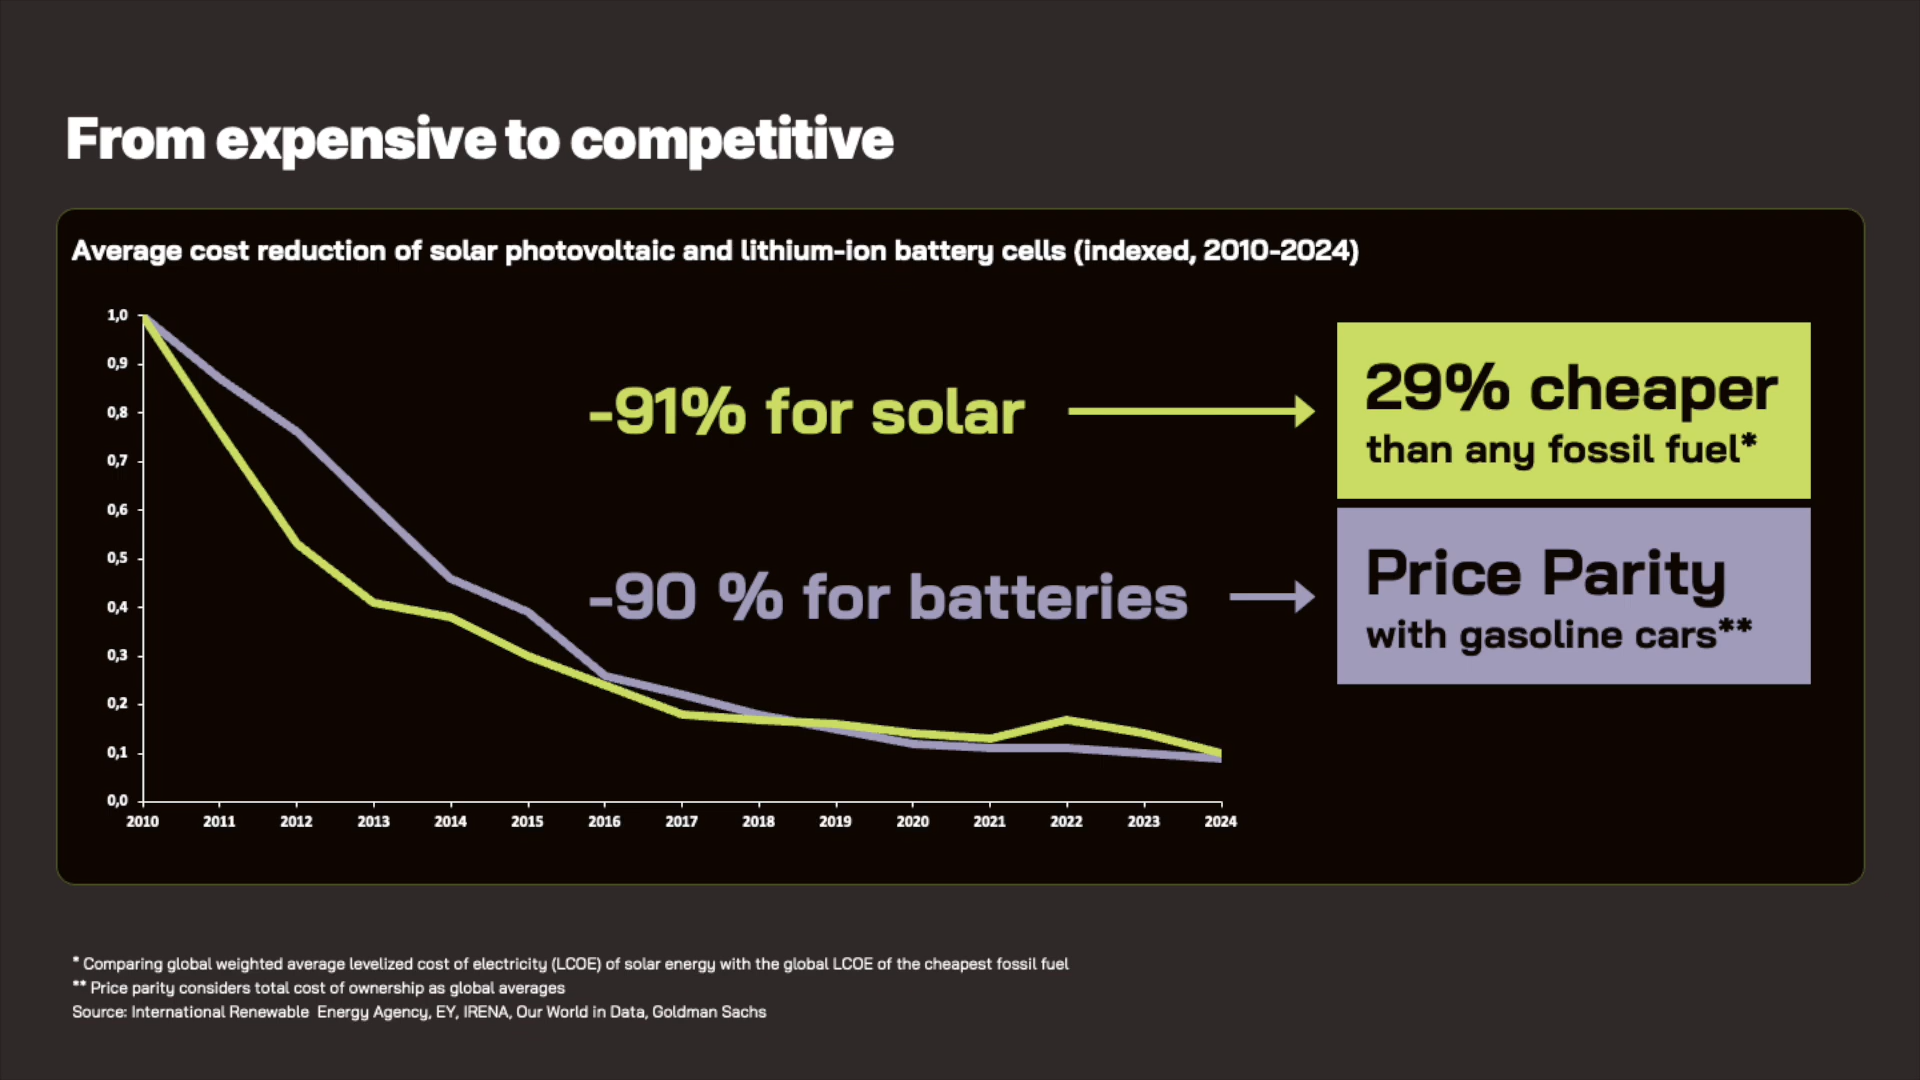 From expensive to competitive
Average cost reduction of solar photovoltaic and lithium-ion battery cells (indexed, 2010-2024)
1,0
0,9
0,8
0,7
0,6
0,5
0,4
0,3
0,2
0,1
0,0
2010 2011 2012 2013 2014 2015 2016 2017 2018 2019 2020 2021 2022 2023 2024
-91% for solar
29% cheaper
than any fossil fuel*
-90 % for batteries
Price Parity
with gasoline cars**
* Comparing global weighted average levelized cost of electricity (LCOE) of solar energy with the global LCOE of the cheapest fossil fuel
** Price parity considers total cost of ownership as global averages
Source: International Renewable Energy Agency, EY, IRENA, Our World in Data, Goldman Sachs